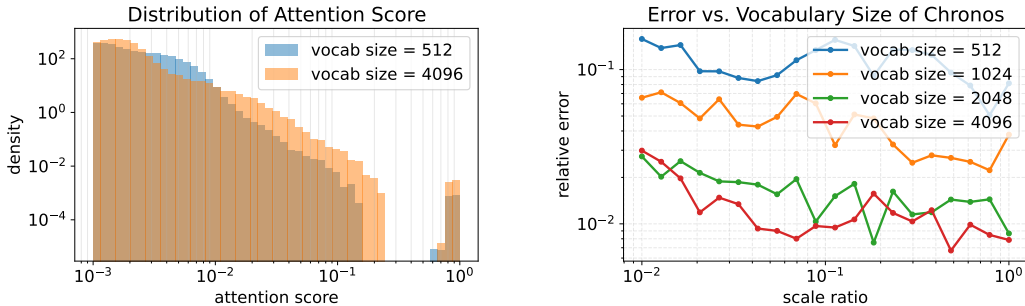 Distribution of Attention Score
density
10^2
10^0
10^-2
10^-4
vocab size = 512
vocab size = 4096
10^-3
10^-2
10^-1
10^0
attention score
Error vs. Vocabulary Size of Chronos
relative error
10^-1
10^-2
vocab size = 512
vocab size = 1024
vocab size = 2048
vocab size = 4096
10^-2
10^-1
10^0
scale ratio